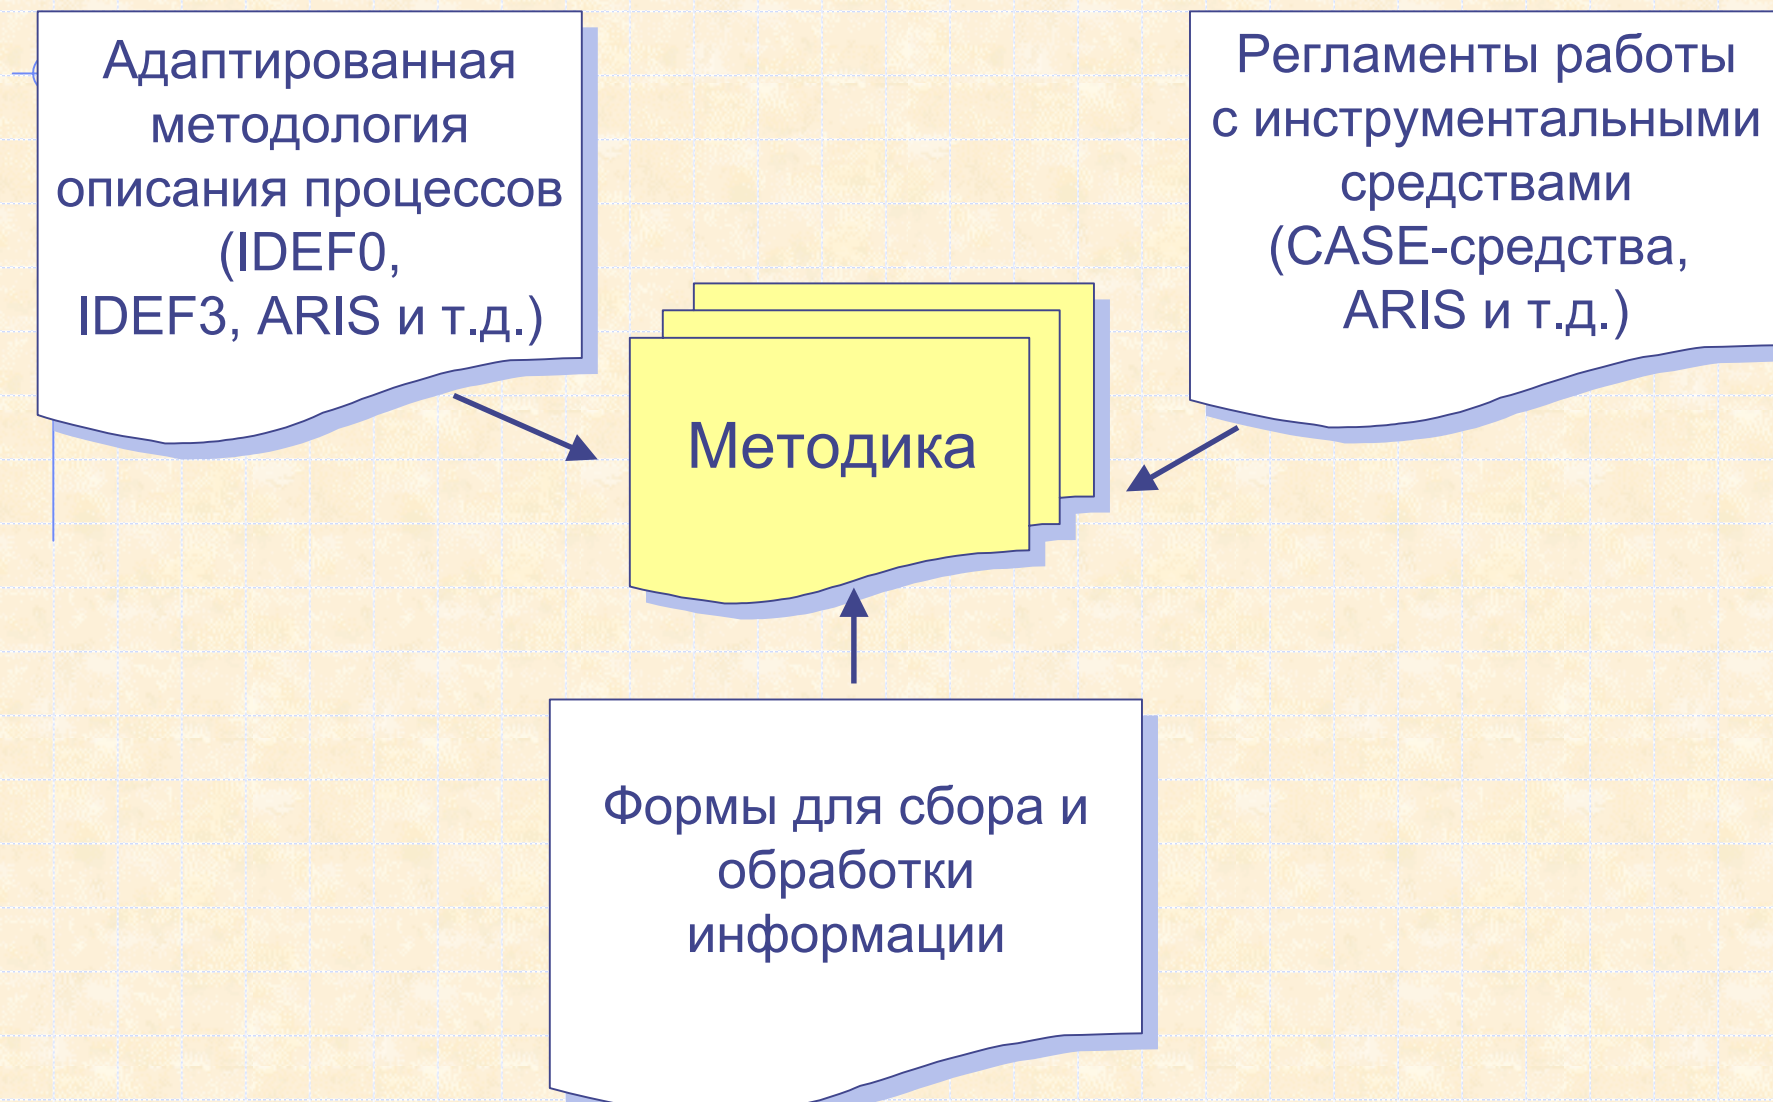 Адаптированная
методология
описания процессов
(IDEF0,
IDEF3, ARIS и т.д.)
Регламенты работы
с инструментальными
средствами
(CASE-средства,
ARIS и т.д.)
Методика
Формы для сбора и
обработки
информации